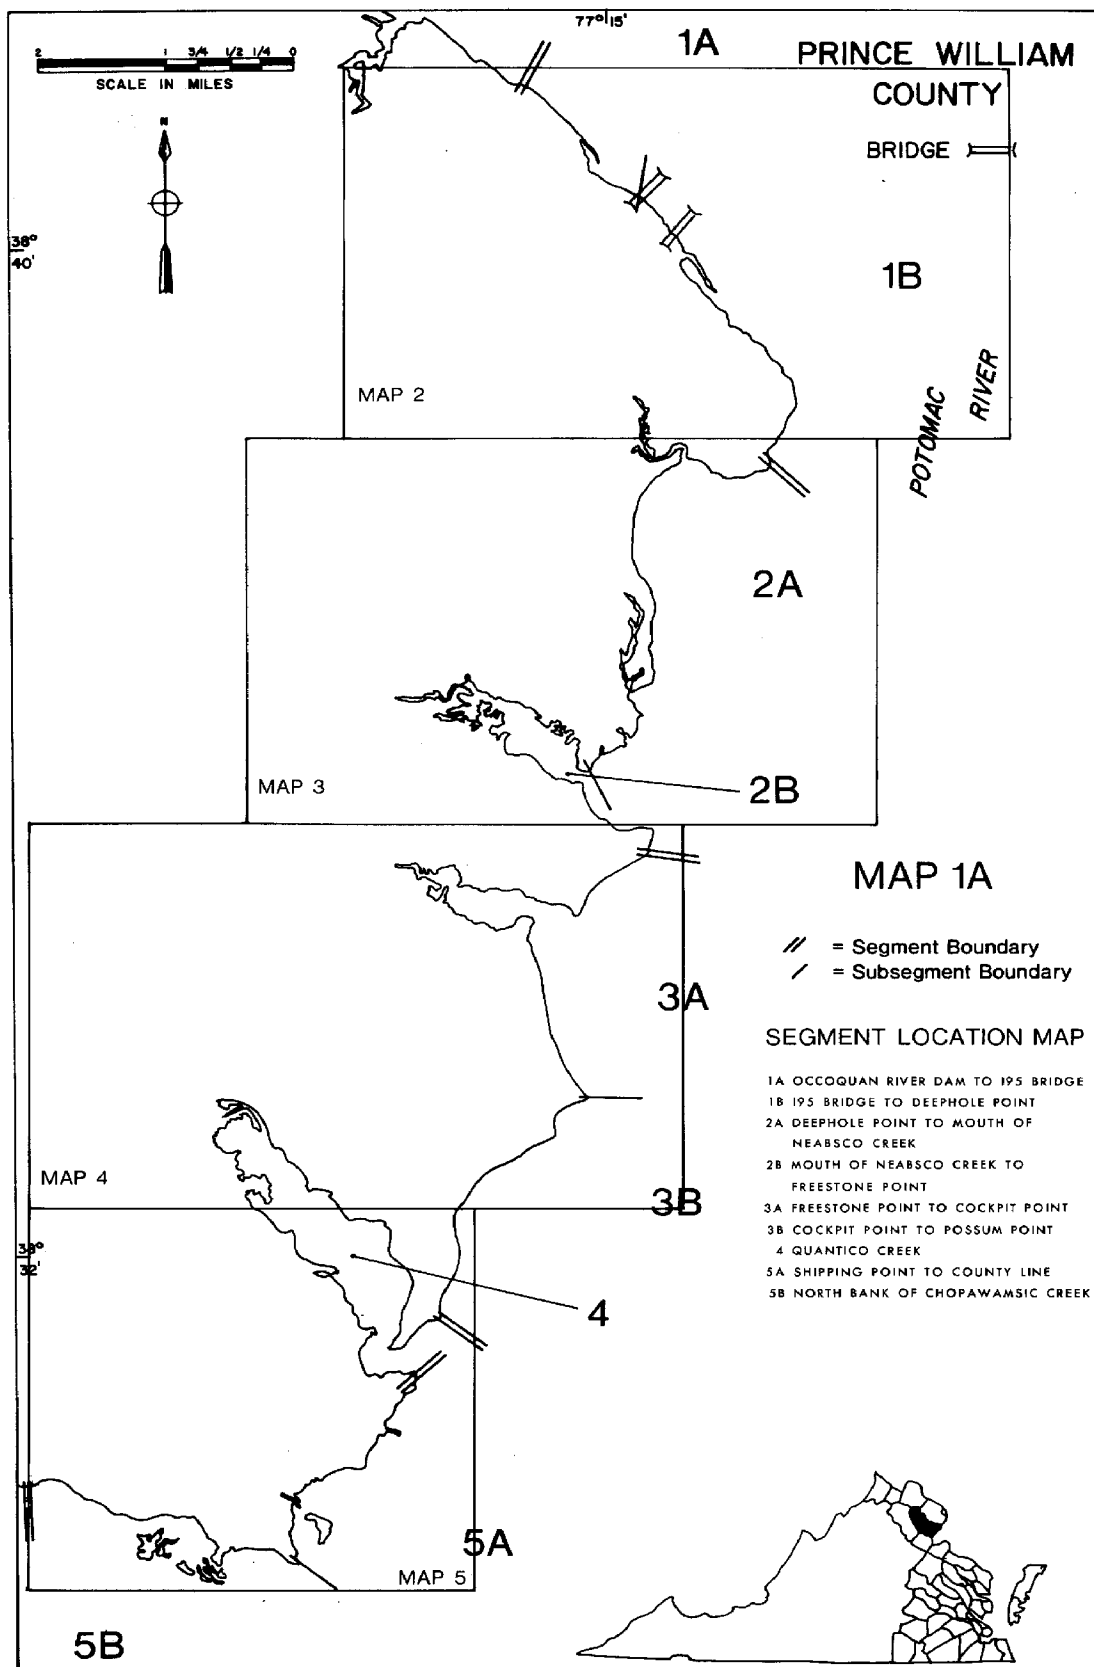 77° 15'
1A
PRINCE WILLIAM
COUNTY
2 1 3/4 1/2 1/4 0
SCALE IN MILES
N
BRIDGE
38°
40'
1B
MAP 2
POTOMAC
RIVER
2A
MAP 3
2B
MAP 1A
// = Segment Boundary
/ = Subsegment Boundary
3A
SEGMENT LOCATION MAP
1A OCCOQUAN RIVER DAM TO I95 BRIDGE
1B I95 BRIDGE TO DEEPHOLE POINT
2A DEEPHOLE POINT TO MOUTH OF
NEABSCO CREEK
2B MOUTH OF NEABSCO CREEK TO
FREESTONE POINT
3A FREESTONE POINT TO COCKPIT POINT
3B COCKPIT POINT TO POSSUM POINT
4 QUANTICO CREEK
5A SHIPPING POINT TO COUNTY LINE
5B NORTH BANK OF CHOPAWAMSIC CREEK
MAP 4
3B
38°
32'
4
5A
MAP 5
5B